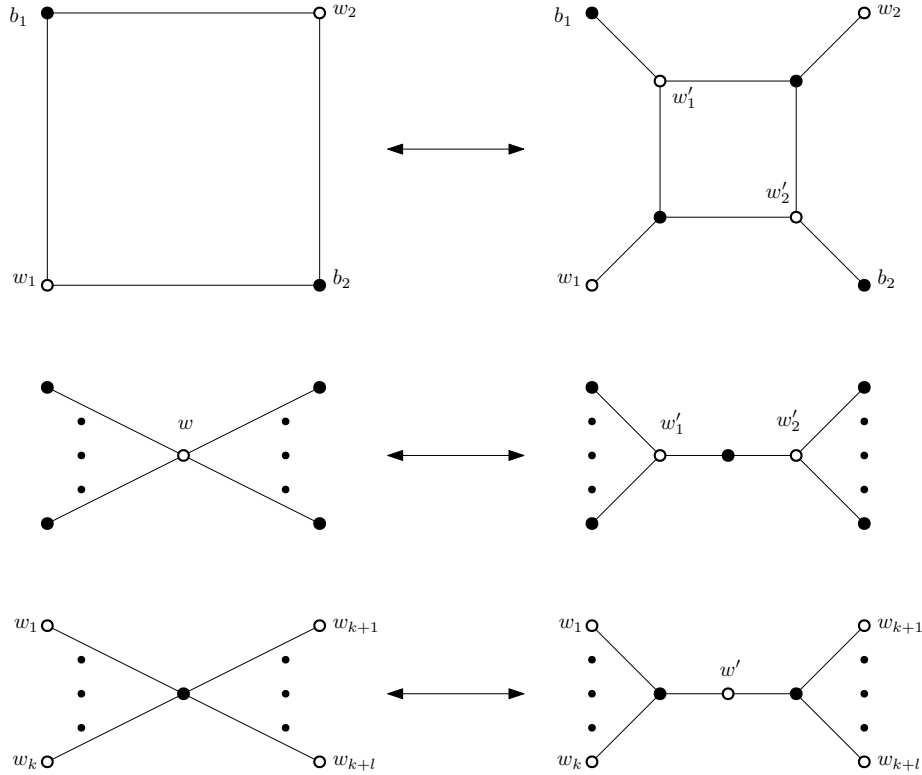 b₁ w₂ b₁ w₂
w′₁
w′₂
w₁ b₂ w₁ b₂
w w′₁ w′₂
w₁ wₖ₊₁ w₁ wₖ₊₁
w′
wₖ wₖ₊ₗ wₖ wₖ₊ₗ